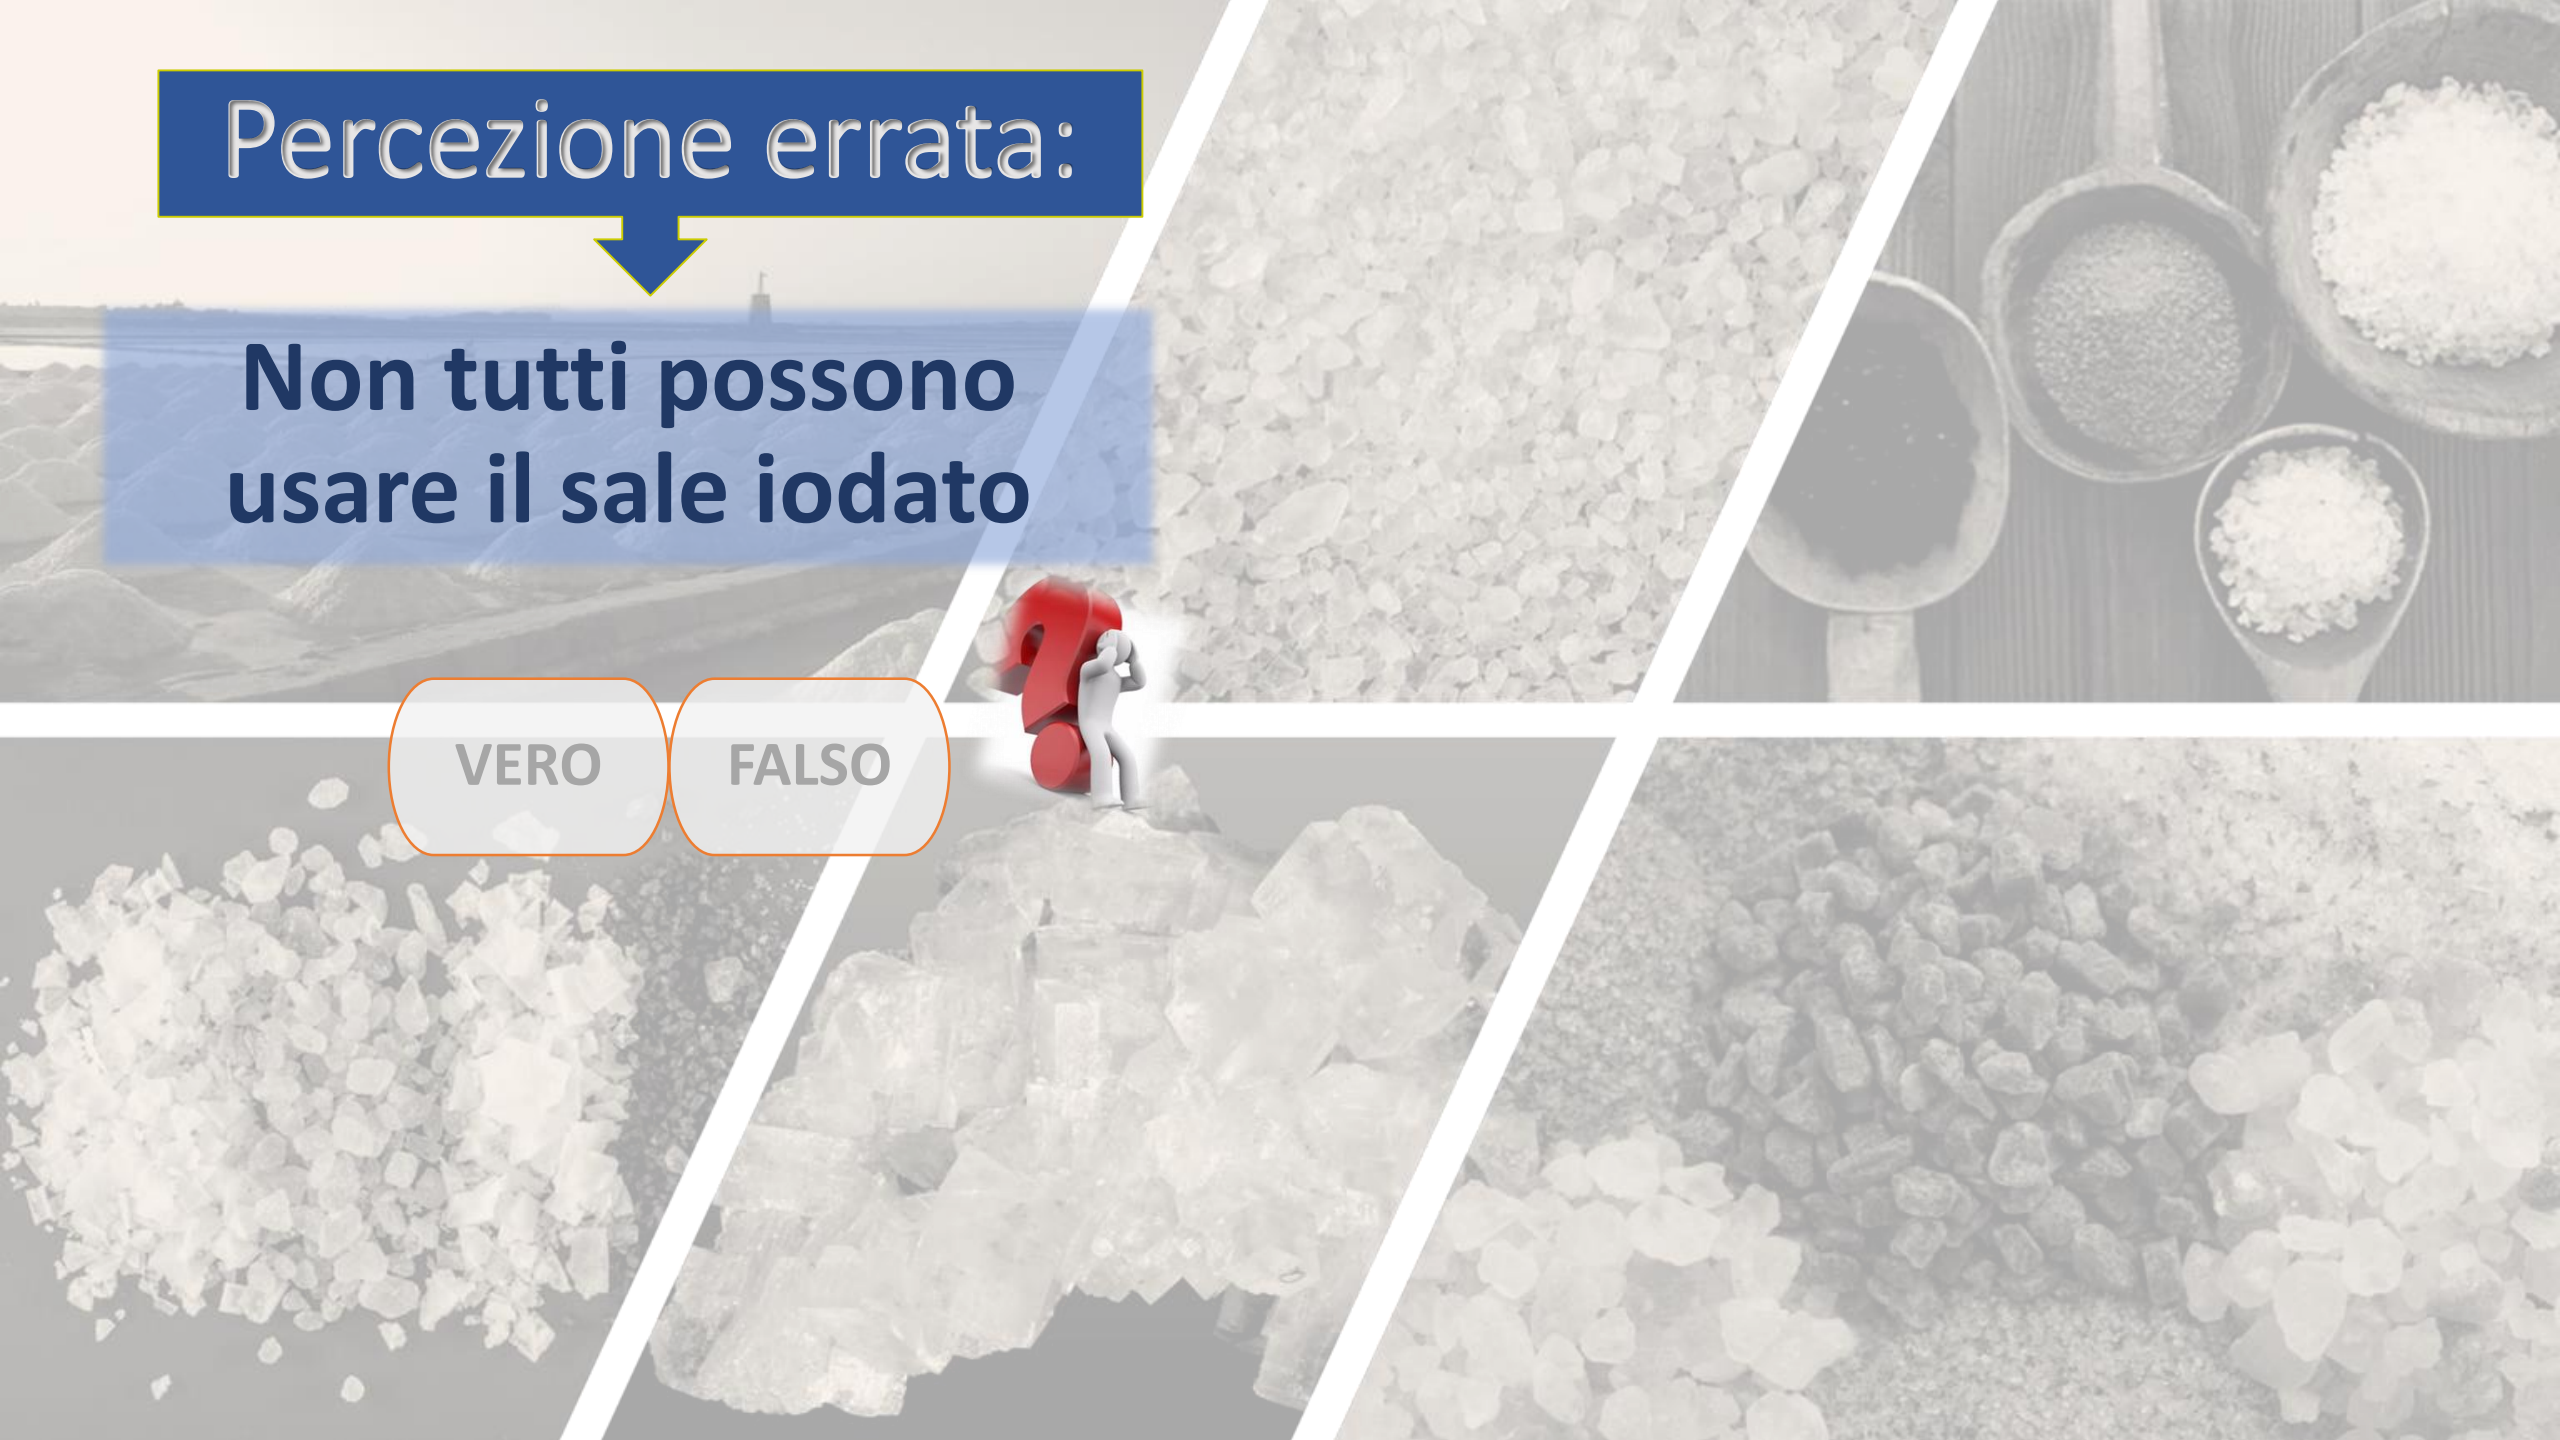 Percezione errata:
Non tutti possono
usare il sale iodato
VERO
FALSO